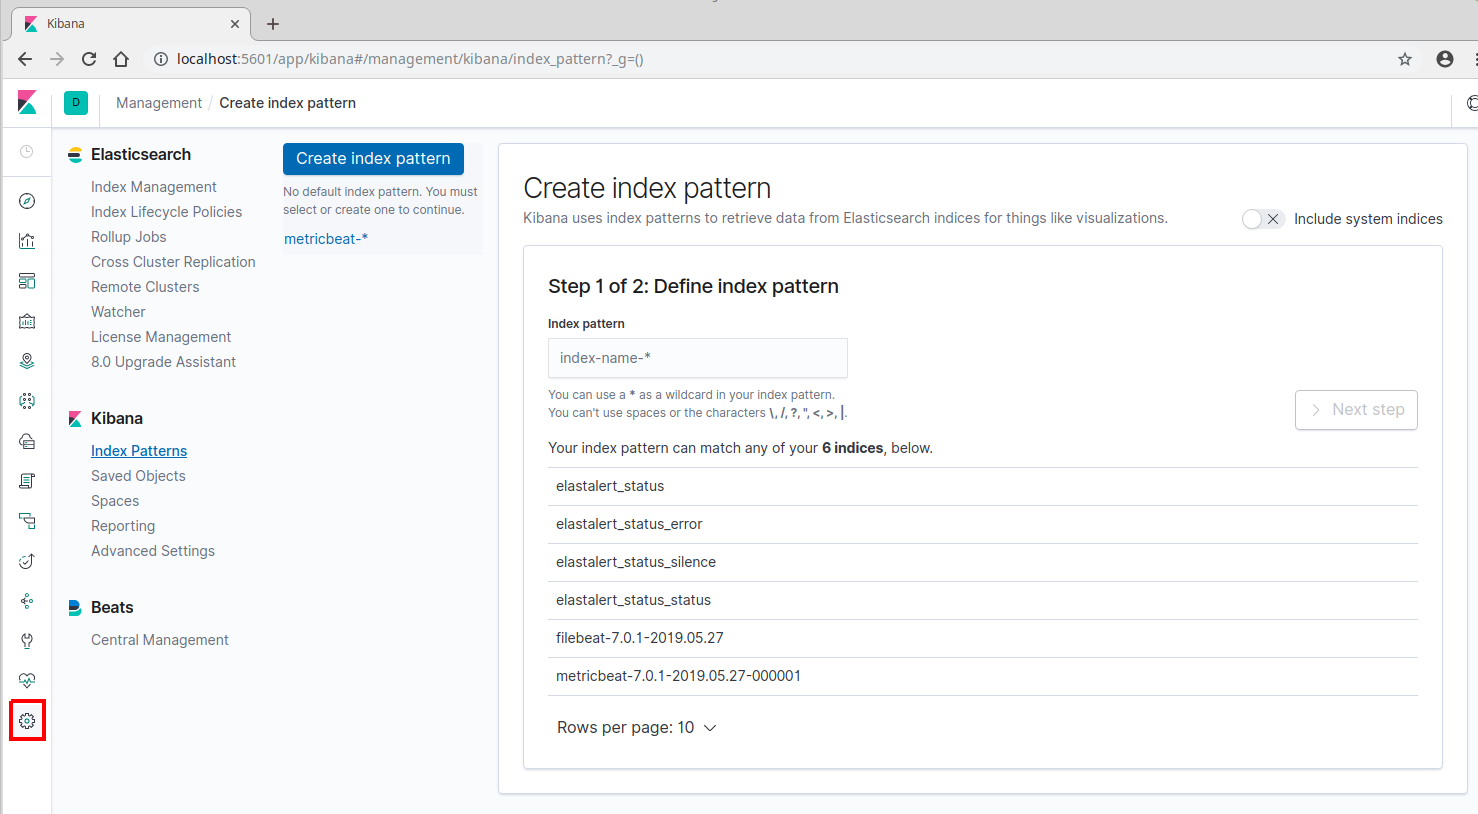 Kibana
localhost:5601/app/kibana#/management/kibana/index_pattern?_g=()
D
Management / Create index pattern
Elasticsearch
Index Management
Index Lifecycle Policies
Rollup Jobs
Cross Cluster Replication
Remote Clusters
Watcher
License Management
8.0 Upgrade Assistant
Kibana
Index Patterns
Saved Objects
Spaces
Reporting
Advanced Settings
Beats
Central Management
Create index pattern
No default index pattern. You must
select or create one to continue.
metricbeat-*
Create index pattern
Kibana uses index patterns to retrieve data from Elasticsearch indices for things like visualizations.
Include system indices
Step 1 of 2: Define index pattern
Index pattern
index-name-*
You can use a * as a wildcard in your index pattern.
You can't use spaces or the characters \, /, ?, ", <, >, |.
Next step
Your index pattern can match any of your 6 indices, below.
elastalert_status
elastalert_status_error
elastalert_status_silence
elastalert_status_status
filebeat-7.0.1-2019.05.27
metricbeat-7.0.1-2019.05.27-000001
Rows per page: 10